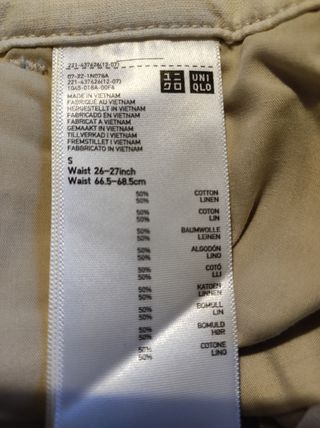 221-437626(12-07)
07-22-1N078A
221-437626(12-07)
1045-018A-00F6
ユニ
クロ
UNI
QLO
MADE IN VIETNAM
FABRIQUÉ AU VIETNAM
HERGESTELLT IN VIETNAM
FABRICADO EN VIETNAM
FABRICAT A VIETNAM
GEMAAKT IN VIETNAM
TILLVERKAD I VIETNAM
FREMSTILLET I VIETNAM
FABBRICATO IN VIETNAM
S
Waist 26-27inch
Waist 66.5-68.5cm
50% COTTON
50% LINEN
50% COTON
50% LIN
50% BAUMWOLLE
50% LEINEN
50% ALGODÓN
50% LINO
50% COTÓ
50% LLI
50% KATOEN
50% LINNEN
50% BOMULL
50% LIN
50% BOMULD
50% HØR
50% COTONE
50% LINO